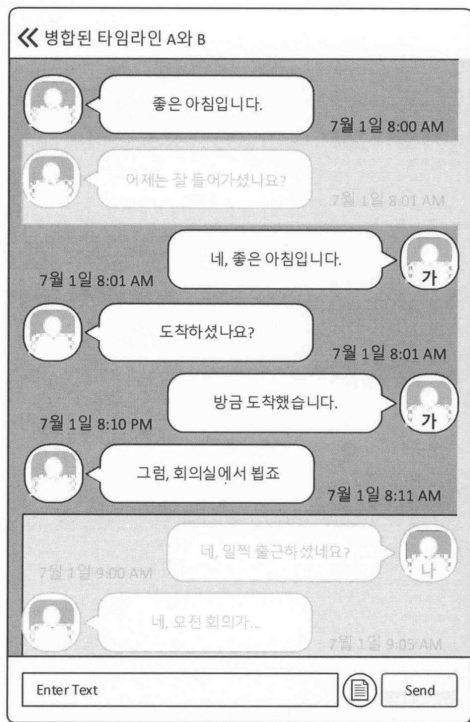 ≪ 병합된 타임라인 A와 B
좋은 아침입니다.
7월 1일 8:00 AM
어제는 잘 들어가셨나요?
7월 1일 8:01 AM
네, 좋은 아침입니다.
가
7월 1일 8:01 AM
도착하셨나요?
7월 1일 8:01 AM
방금 도착했습니다.
가
7월 1일 8:10 PM
그럼, 회의실에서 뵙죠
7월 1일 8:11 AM
네, 일찍 출근하셨네요?
나
7월 1일 9:00 AM
네, 오전 회의가...
7월 1일 9:05 AM
Enter Text
Send